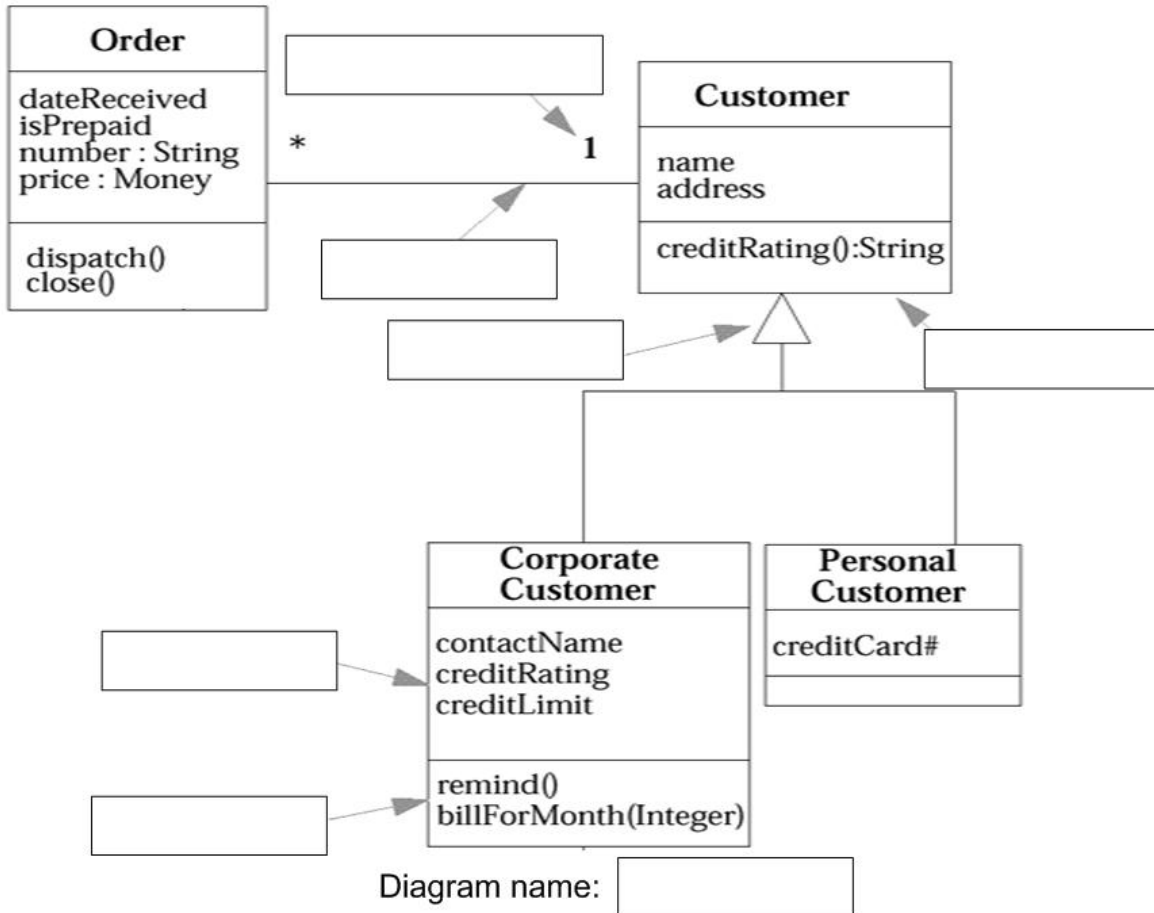 Order
dateReceived
isPrepaid
number : String
price : Money
dispatch()
close()
*
1
Customer
name
address
creditRating():String
Corporate
Customer
contactName
creditRating
creditLimit
remind()
billForMonth(Integer)
Personal
Customer
creditCard#
Diagram name: